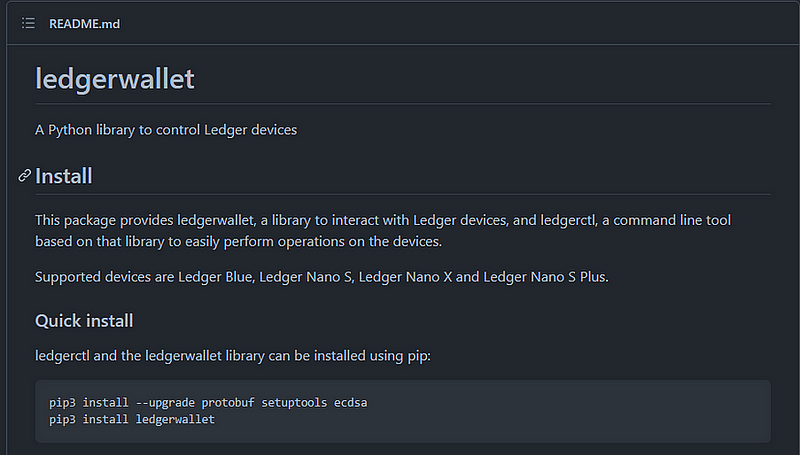 README.md
ledgerwallet
A Python library to control Ledger devices
Install
This package provides ledgerwallet, a library to interact with Ledger devices, and ledgerctl, a command line tool
based on that library to easily perform operations on the devices.
Supported devices are Ledger Blue, Ledger Nano S, Ledger Nano X and Ledger Nano S Plus.
Quick install
ledgerctl and the ledgerwallet library can be installed using pip:
pip3 install --upgrade protobuf setuptools ecdsa
pip3 install ledgerwallet